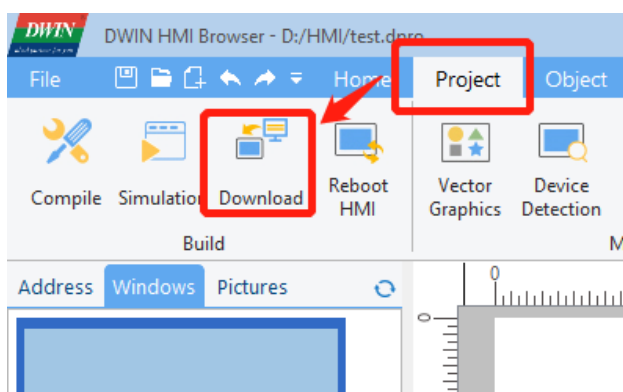 DWIN
DWIN HMI Browser - D:/HMI/test.dpro
File Home Project Object
Compile Simulation Download Reboot HMI Vector Graphics Device Detection
Build M
Address Windows Pictures
0
0